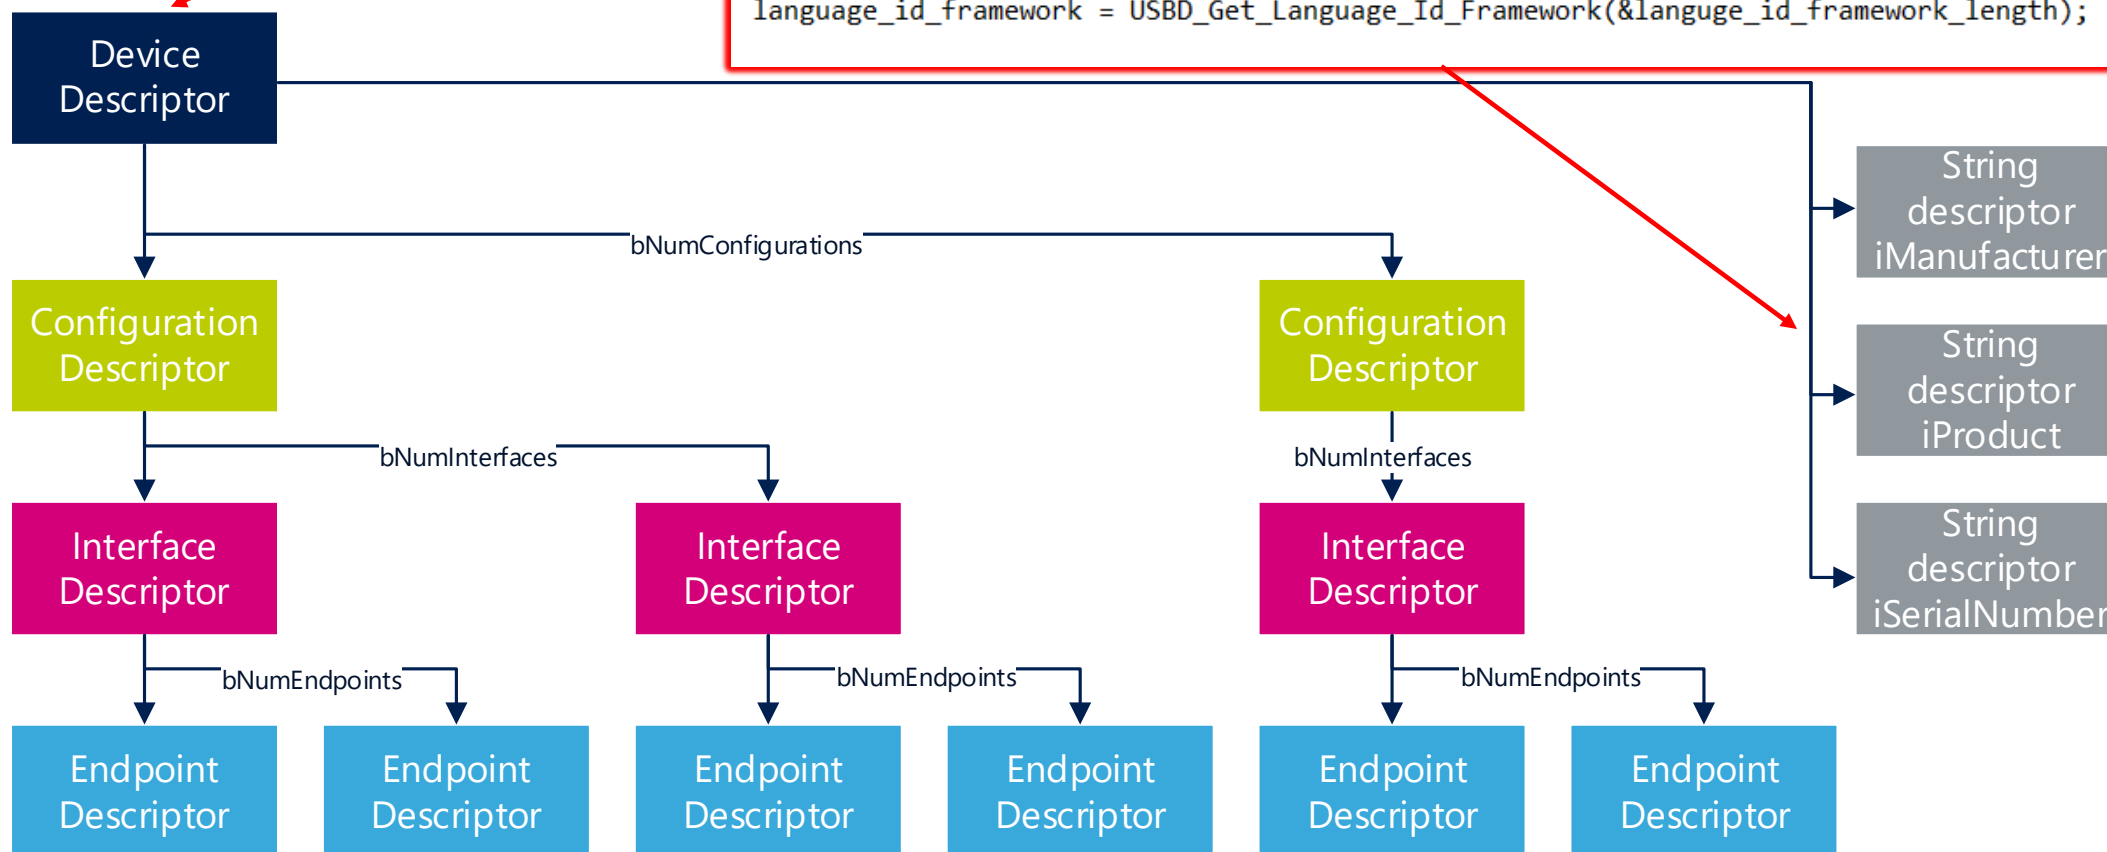 language_id_framework = USBD_Get_Language_Id_Framework(&languge_id_framework_length);
Device
Descriptor
String
descriptor
iManufacturer
bNumConfigurations
Configuration
Descriptor
Configuration
Descriptor
String
descriptor
iProduct
bNumInterfaces
bNumInterfaces
Interface
Descriptor
Interface
Descriptor
Interface
Descriptor
String
descriptor
iSerialNumber
bNumEndpoints
bNumEndpoints
bNumEndpoints
Endpoint
Descriptor
Endpoint
Descriptor
Endpoint
Descriptor
Endpoint
Descriptor
Endpoint
Descriptor
Endpoint
Descriptor